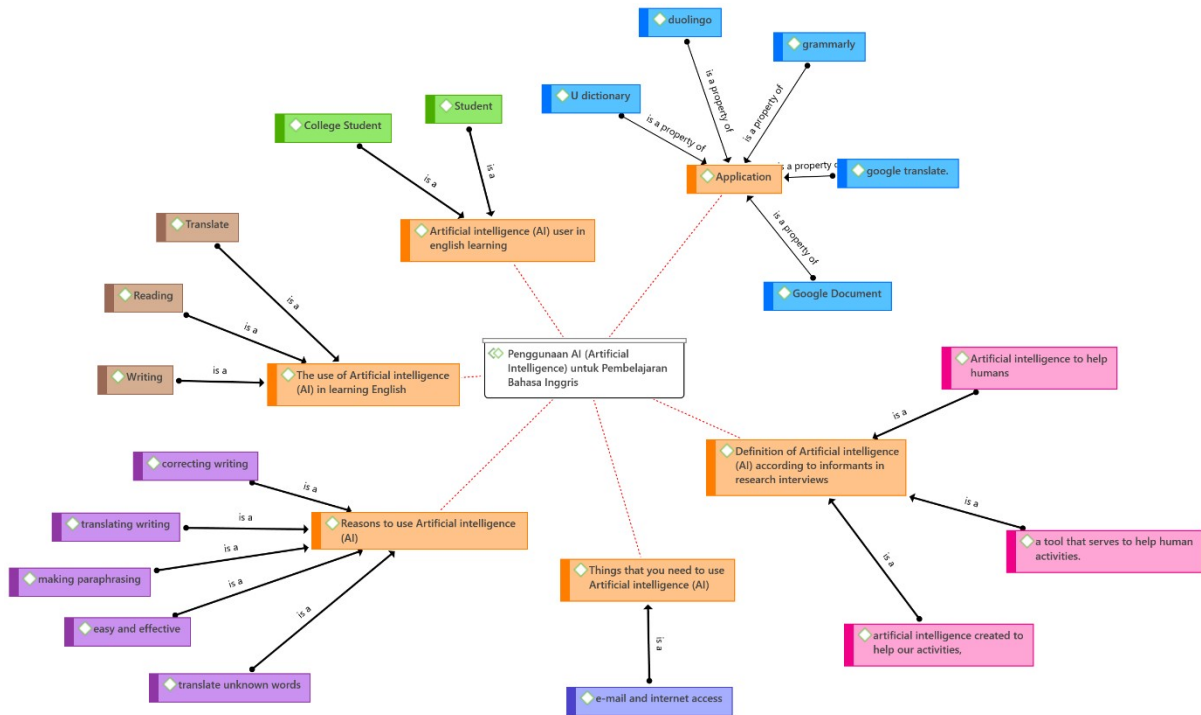 duolingo
is a property of
grammarly
is a property of
U dictionary
is a property of
Application
is a property o
google translate.
is a property of
Google Document
Student
is a
College Student
is a
Artificial intelligence (AI) user in
english learning
Translate
is a
Reading
is a
Writing
is a
The use of Artificial intelligence
(AI) in learning English
Penggunaan AI (Artificial
Intelligence) untuk Pembelajaran
Bahasa Inggris
Artificial intelligence to help
humans
is a
Definition of Artificial intelligence
(AI) according to informants in
research interviews
is a
a tool that serves to help human
activities.
is a
artificial intelligence created to
help our activities,
correcting writing
is a
translating writing
is a
Reasons to use Artificial intelligence
(AI)
making paraphrasing
is a
easy and effective
is a
translate unknown words
is a
Things that you need to use
Artificial intelligence (AI)
is a
e-mail and internet access